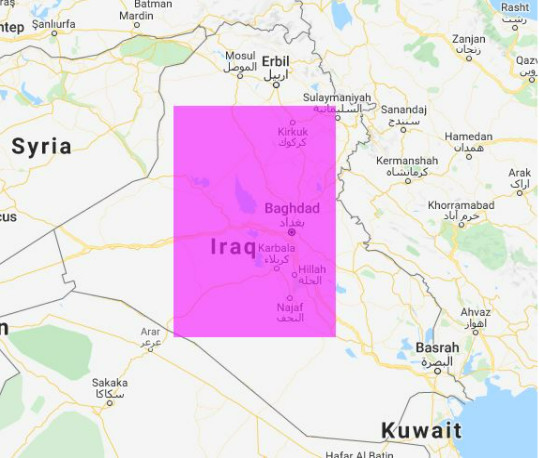 Batman
Mardin
Şanlıurfa
ntep
Rasht
رشت
Zanjan
زنجان
Qazv
Mosul
الموصل
Erbil
اربيل
Sulaymaniyah
السليمانية
Sanandaj
سنندج
Kirkuk
كركوك
Hamedan
همدان
Syria
Kermanshah
کرمانشاه
Arak
اراک
Khorramabad
خرم آباد
cus
Baghdad
بغداد
Iraq
Karbala
كربلاء
Hillah
الحلة
Najaf
النجف
Ahvaz
اهواز
Arar
عرعر
n
Basrah
البصرة
Sakaka
سكاكا
Kuwait
Hafar Al Batin